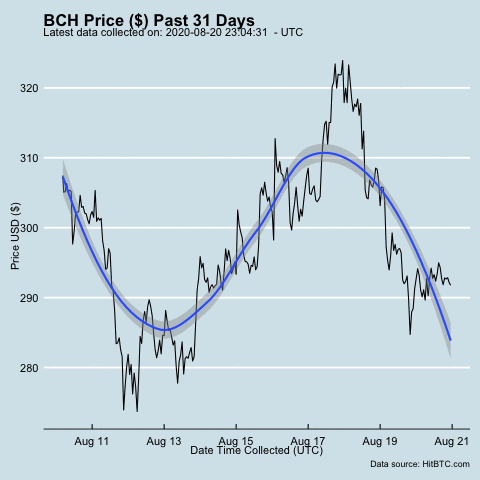 BCH Price ($) Past 31 Days
Latest data collected on: 2020-08-20 23:04:31  - UTC
320
310
300
290
280
Price USD ($)
Aug 11 Aug 13 Aug 15 Aug 17 Aug 19 Aug 21
Date Time Collected (UTC)
Data source: HitBTC.com